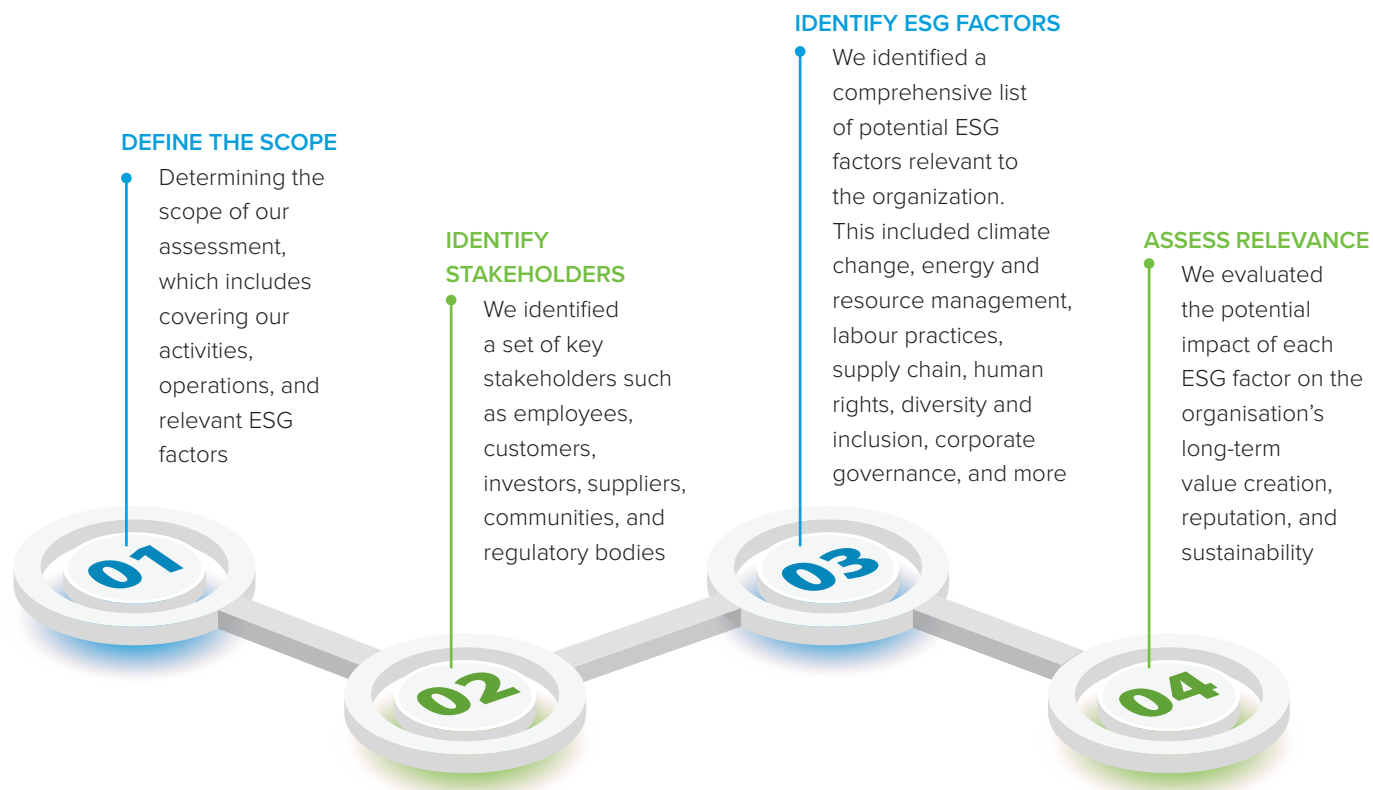 DEFINE THE SCOPE
Determining the
scope of our
assessment,
which includes
covering our
activities,
operations, and
relevant ESG
factors
01
IDENTIFY
STAKEHOLDERS
We identified
a set of key
stakeholders such
as employees,
customers,
investors, suppliers,
communities, and
regulatory bodies
02
IDENTIFY ESG FACTORS
We identified a
comprehensive list
of potential ESG
factors relevant to
the organization.
This included climate
change, energy and
resource management,
labour practices,
supply chain, human
rights, diversity and
inclusion, corporate
governance, and more
03
ASSESS RELEVANCE
We evaluated
the potential
impact of each
ESG factor on the
organisation’s
long-term
value creation,
reputation, and
sustainability
04